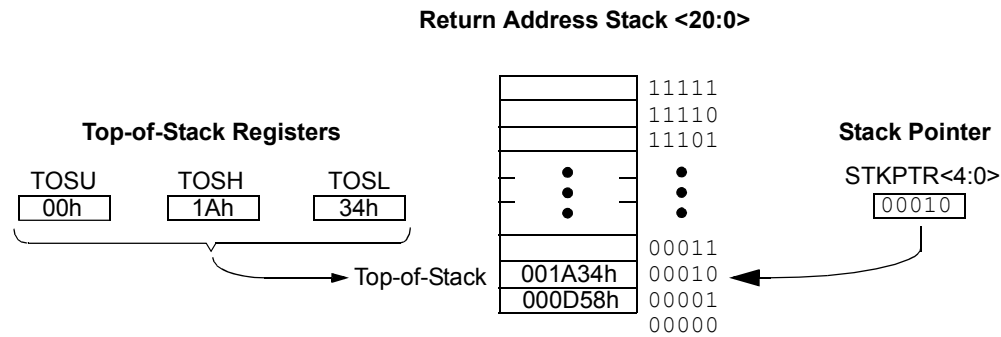 Return Address Stack <20:0>
11111
11110
11101
Top-of-Stack Registers
Stack Pointer
TOSU TOSH TOSL
STKPTR<4:0>
00h 1Ah 34h
00010
00011
Top-of-Stack 001A34h 00010
000D58h 00001
00000